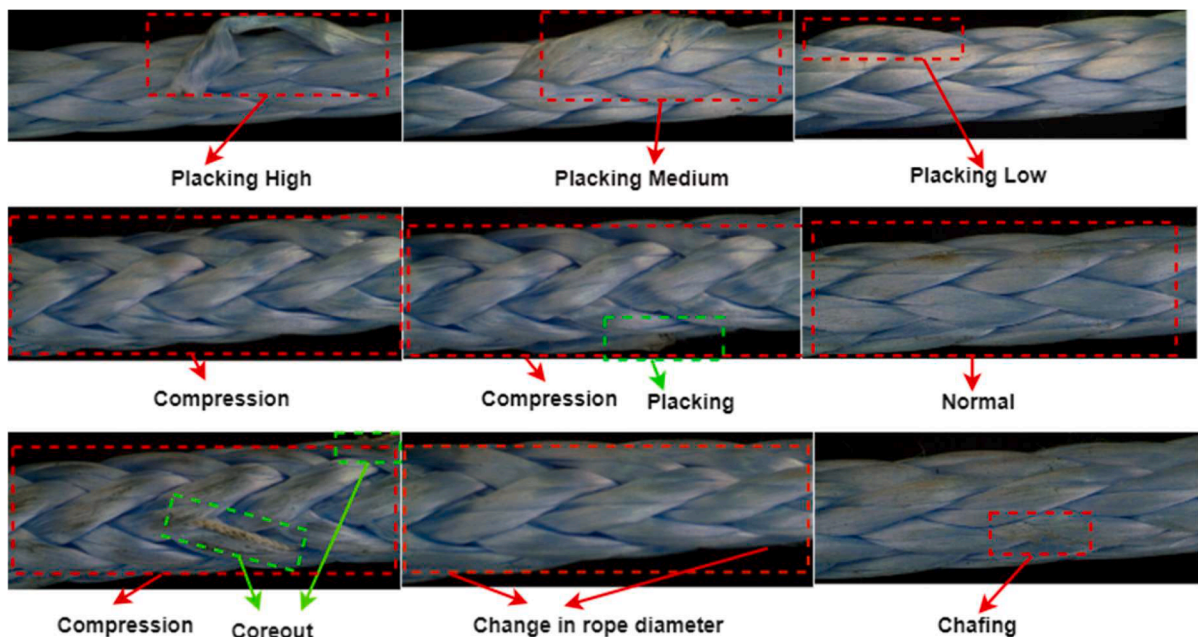 Placking High
Placking Medium
Placking Low
Compression
Compression
Placking
Normal
Compression
Coreout
Change in rope diameter
Chafing